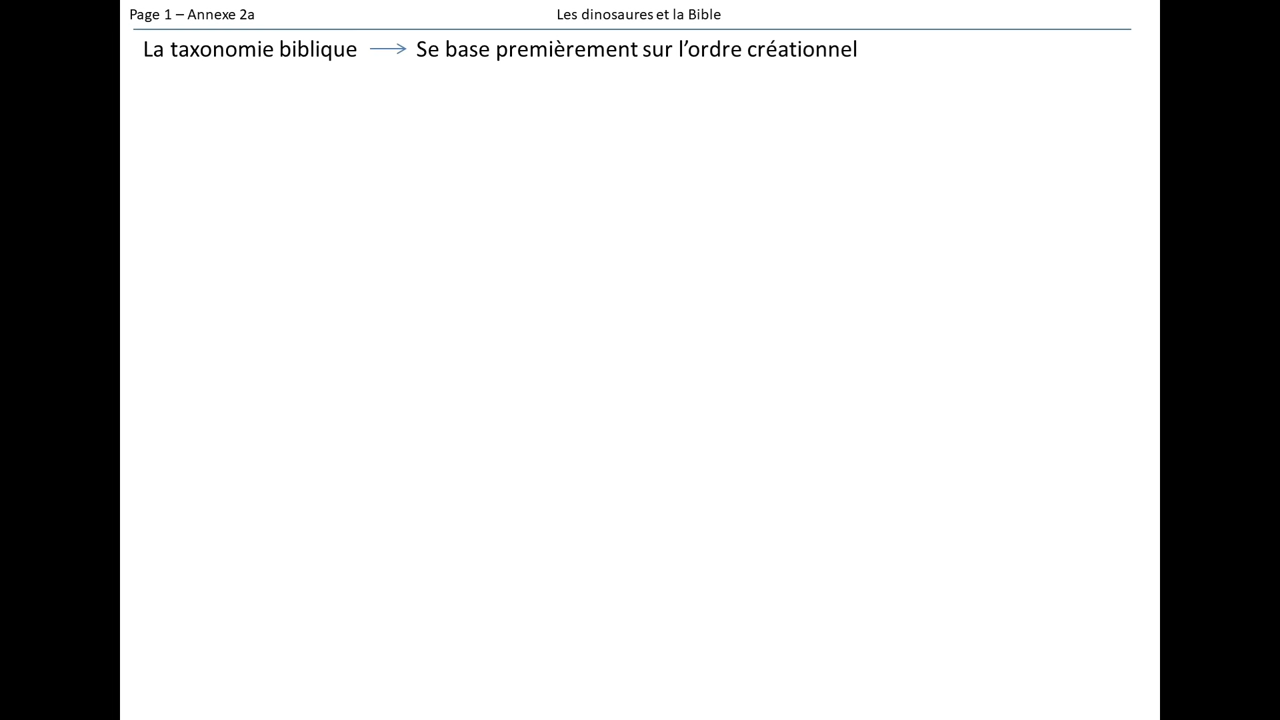 Page 1 – Annexe 2a
Les dinosaures et la Bible
La taxonomie biblique → Se base premièrement sur l’ordre créationnel